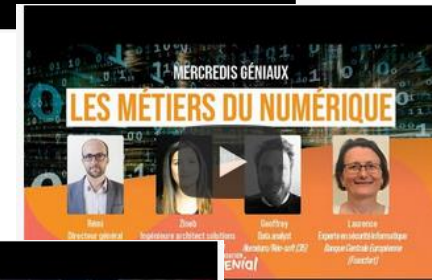 MERCREDIS GÉNIAUX
LES MÉTIERS DU NUMÉRIQUE
Rémi
Zineb
Geoffrey
Laurence
Directeur général
Ingénieure architect solutions
Data analyst
Experte en sécurité informatique
Banque Centrale Européenne
(Francfort)